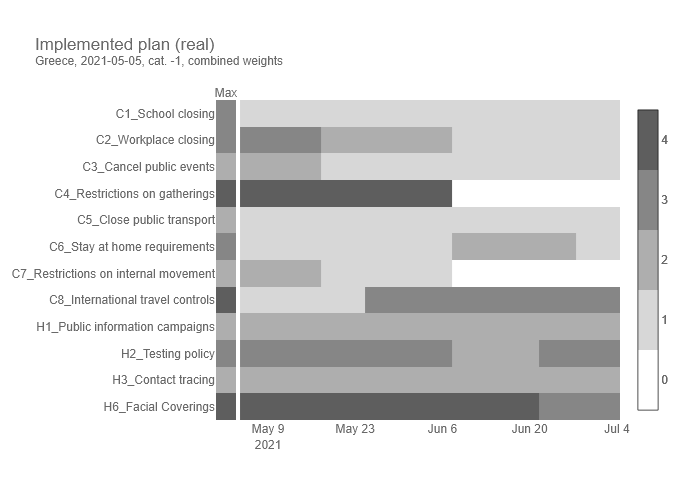 Implemented plan (real)
Greece, 2021-05-05, cat. -1, combined weights
Max
C1_School closing
C2_Workplace closing
C3_Cancel public events
C4_Restrictions on gatherings
C5_Close public transport
C6_Stay at home requirements
C7_Restrictions on internal movement
C8_International travel controls
H1_Public information campaigns
H2_Testing policy
H3_Contact tracing
H6_Facial Coverings
May 9 May 23 Jun 6 Jun 20 Jul 4
2021
4
3
2
1
0